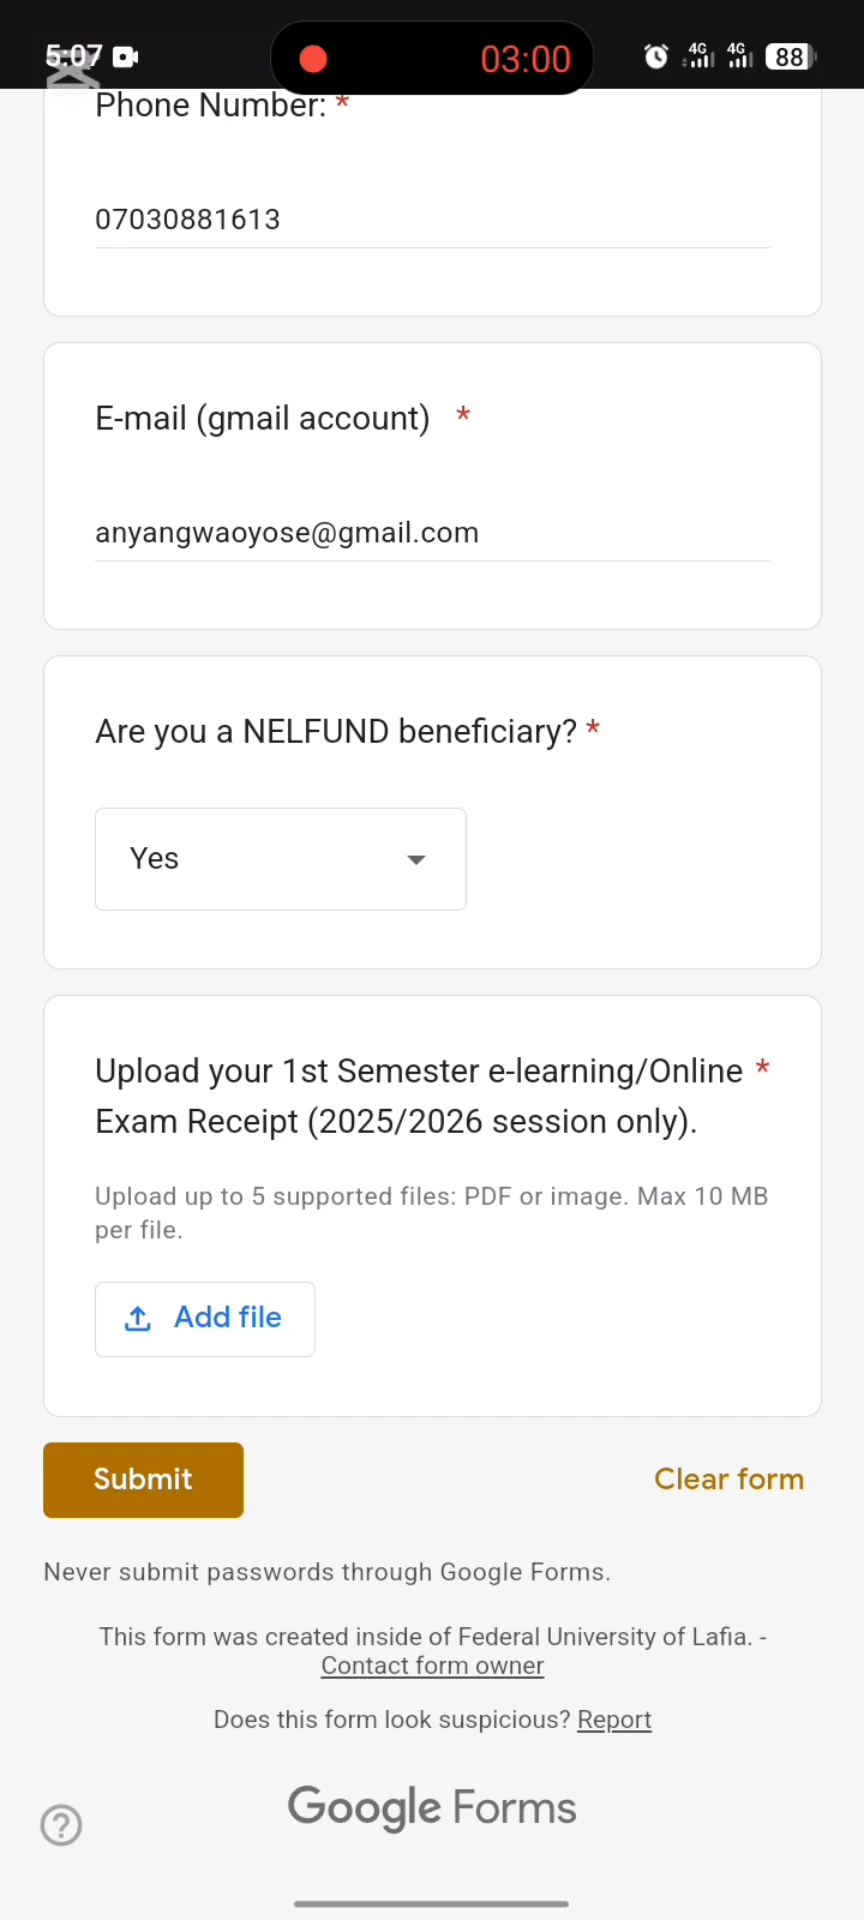 5:07
03:00
4G 4G 88
Phone Number: *
07030881613
E-mail (gmail account) *
anyangwaoyose@gmail.com
Are you a NELFUND beneficiary? *
Yes
Upload your 1st Semester e-learning/Online *
Exam Receipt (2025/2026 session only).
Upload up to 5 supported files: PDF or image. Max 10 MB
per file.
Add file
Submit
Clear form
Never submit passwords through Google Forms.
This form was created inside of Federal University of Lafia. -
Contact form owner
Does this form look suspicious? Report
Google Forms
?